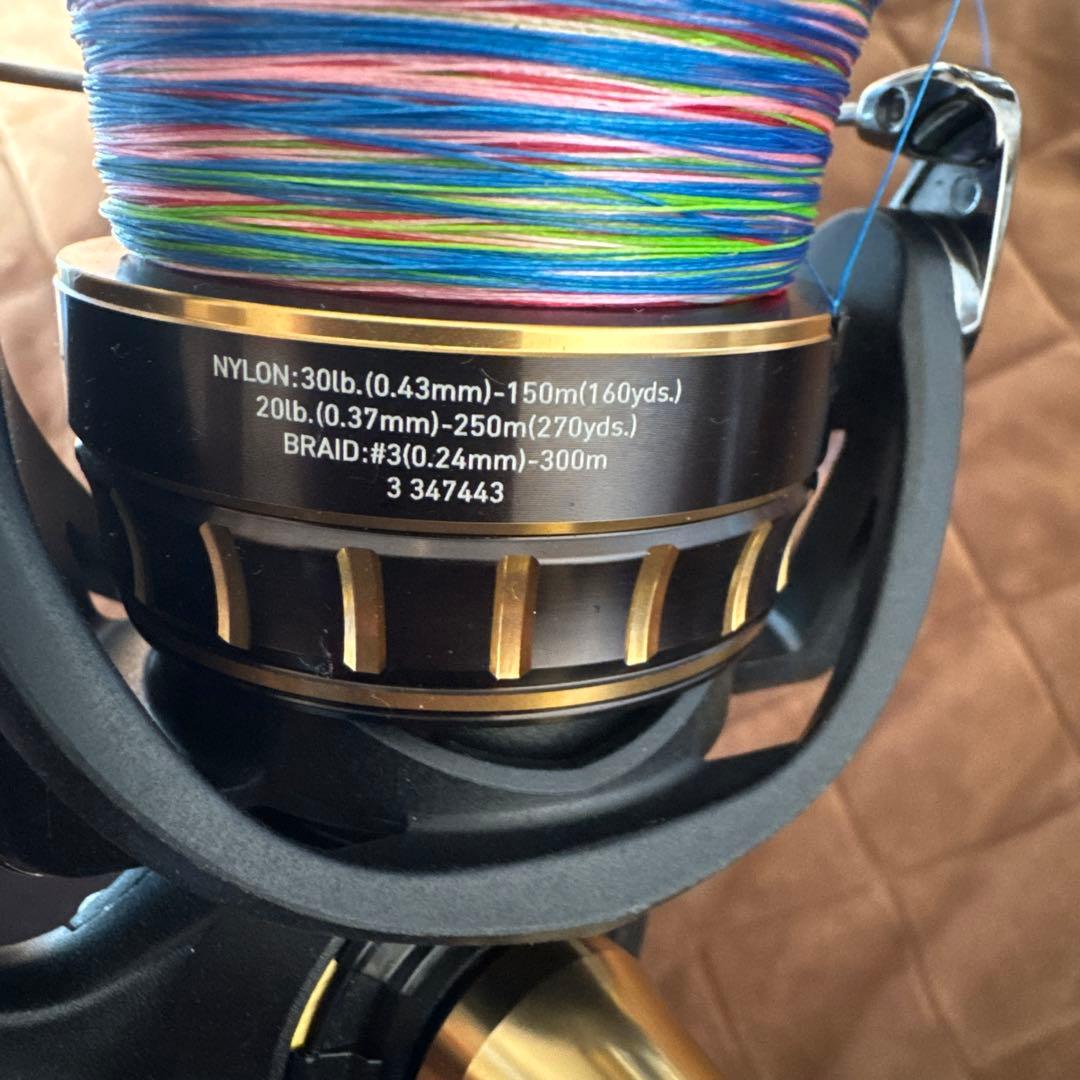 NYLON:30lb.(0.43mm)-150m(160yds.)
20lb.(0.37mm)-250m(270yds.)
BRAID:#3(0.24mm)-300m
3 347443